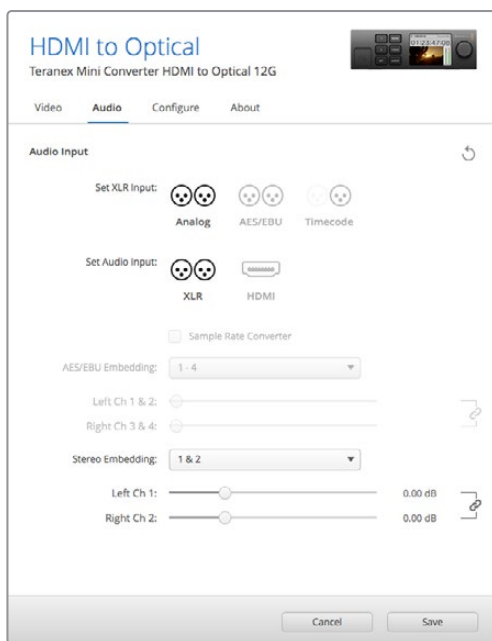 HDMI to Optical
Teranex Mini Converter HDMI to Optical 12G
01:23:47:06
Video Audio Configure About
Audio Input
Set XLR Input:
Analog AES/EBU Timecode
Set Audio Input:
XLR HDMI
Sample Rate Converter
AES/EBU Embedding: 1 - 4
Left Ch 1 & 2:
Right Ch 3 & 4:
Stereo Embedding: 1 & 2
Left Ch 1: 0.00 dB
Right Ch 2: 0.00 dB
Cancel Save